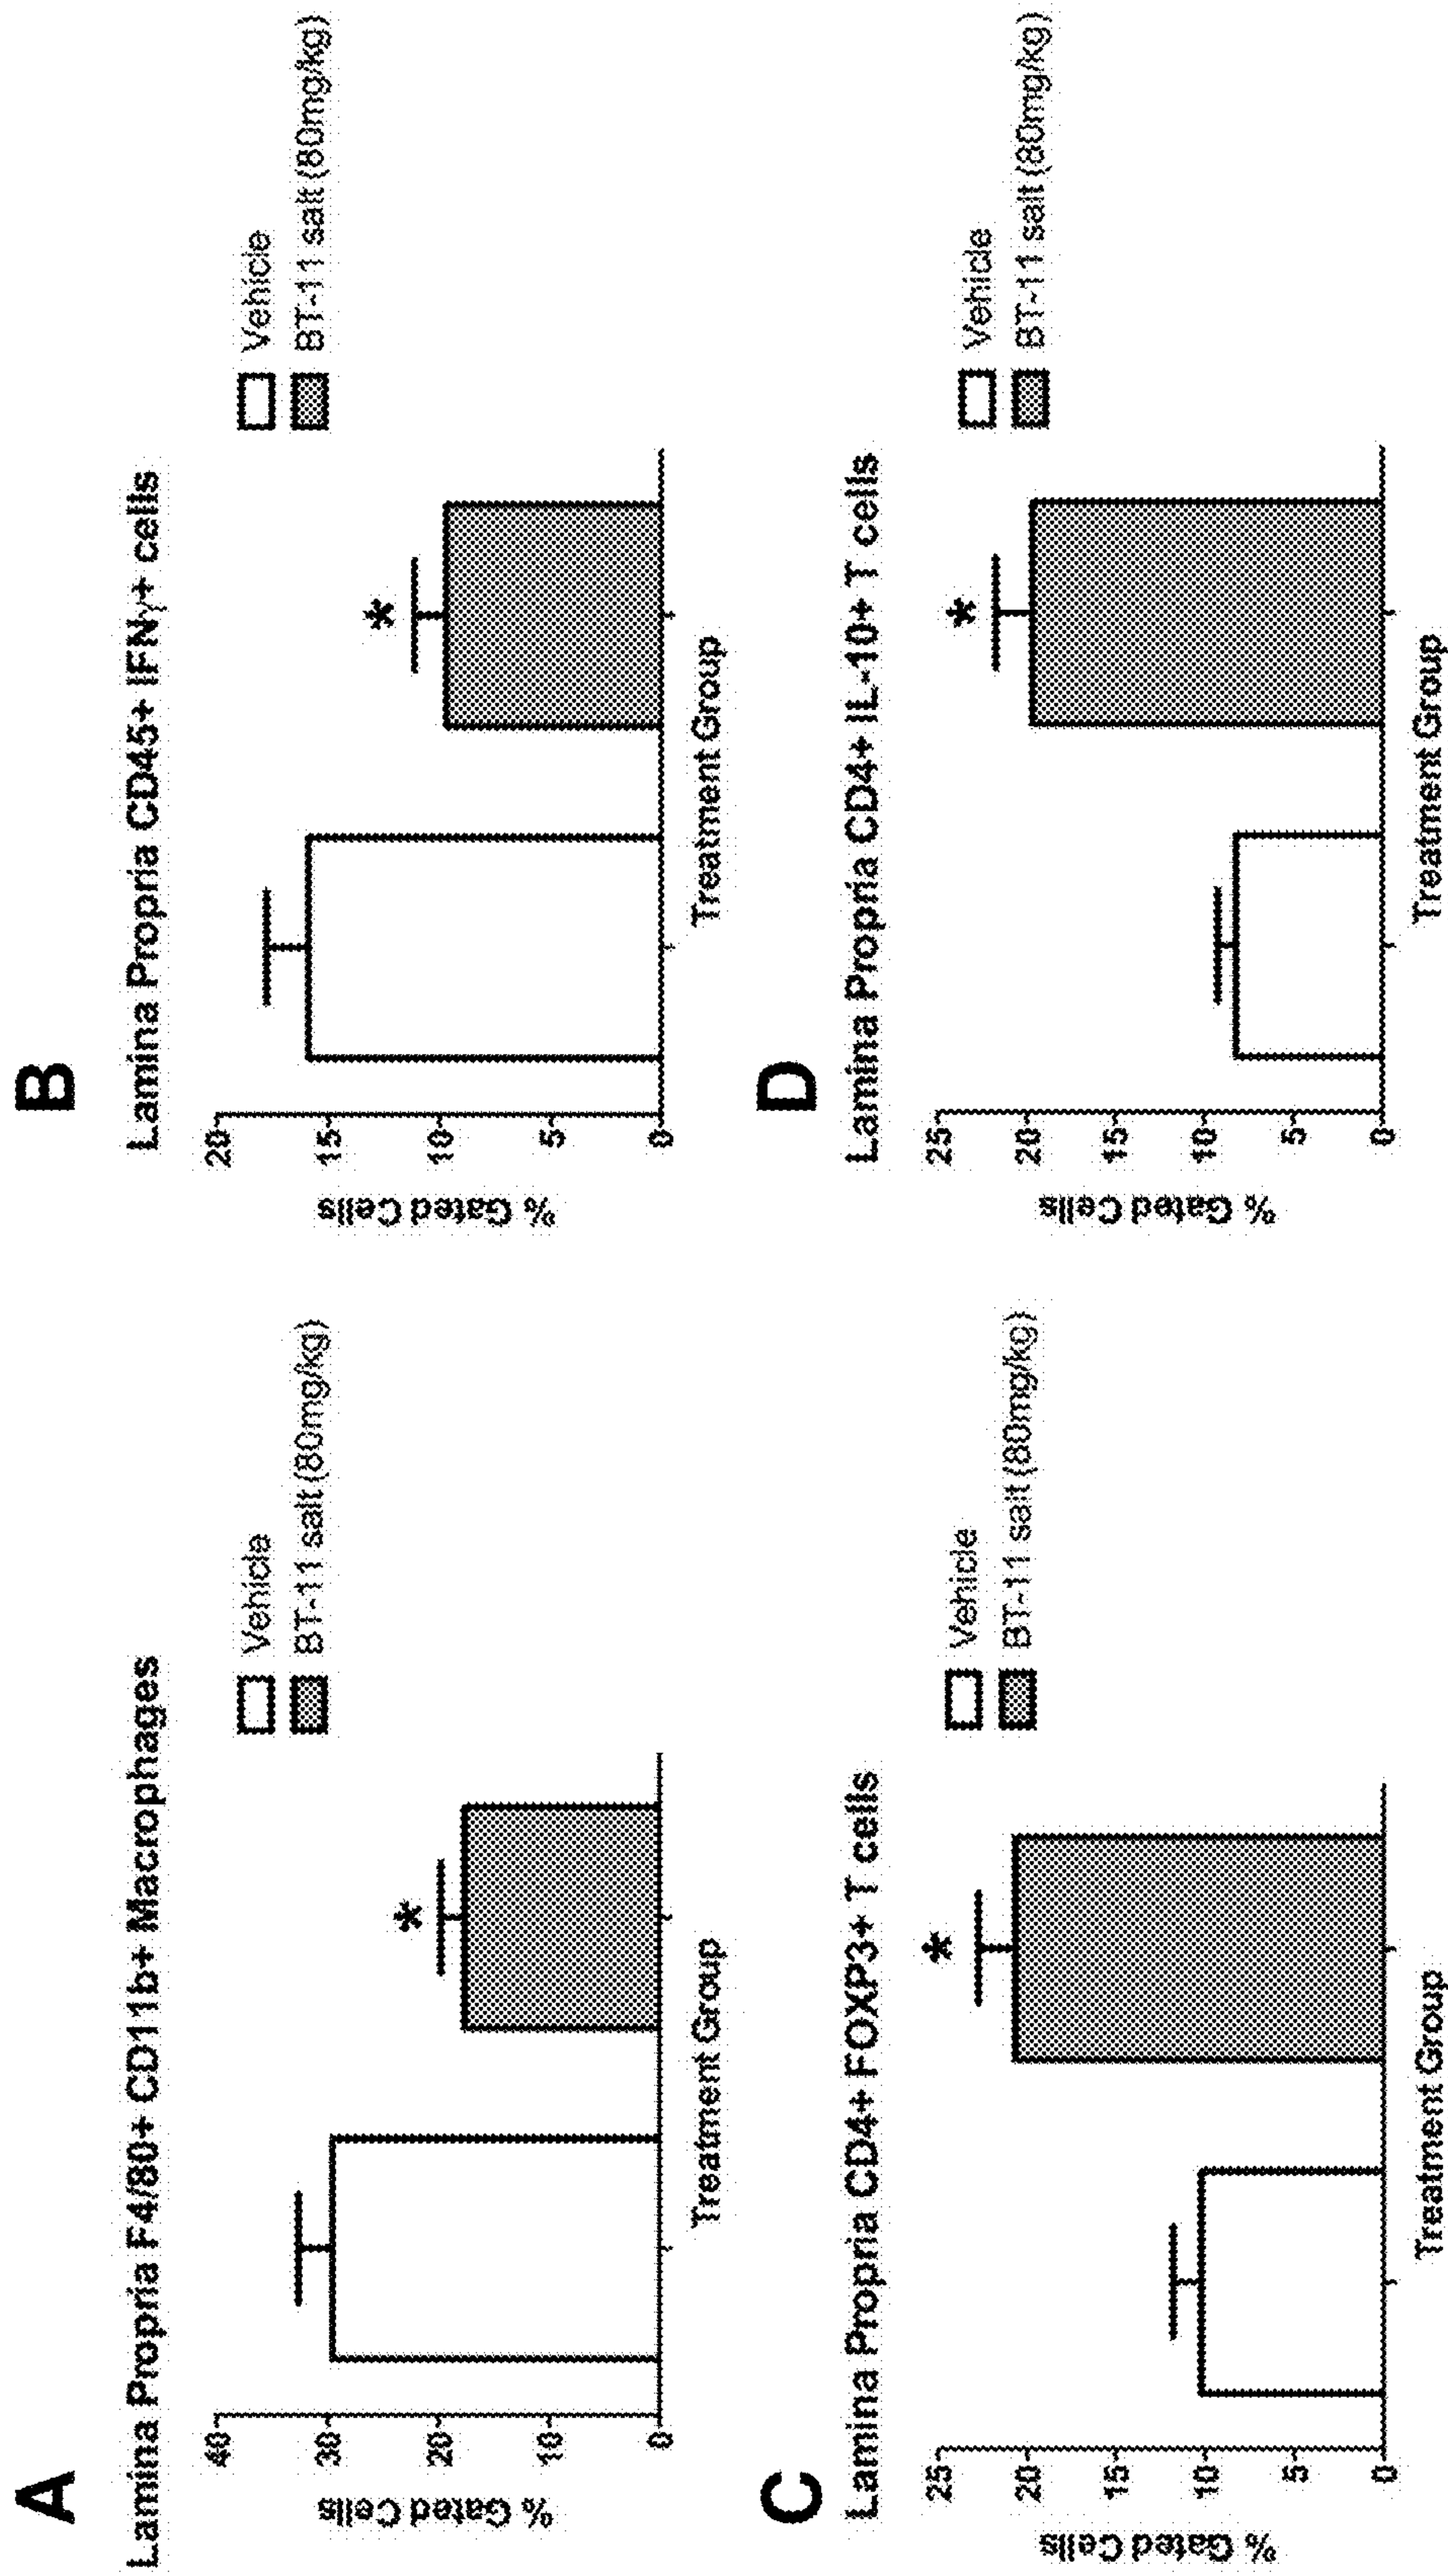 A
Lamina Propria F4/80+ CD11b+ Macrophages
Vehicle
BT-11 salt (80mg/kg)
% Gated Cells
40
30
20
10
0
Treatment Group
*
B
Lamina Propria CD45+ IFNγ+ cells
Vehicle
BT-11 salt (80mg/kg)
% Gated Cells
20
15
10
5
0
Treatment Group
*
C
Lamina Propria CD4+ FOXP3+ T cells
Vehicle
BT-11 salt (80mg/kg)
% Gated Cells
25
20
15
10
5
0
Treatment Group
*
D
Lamina Propria CD4+ IL-10+ T cells
Vehicle
BT-11 salt (80mg/kg)
% Gated Cells
25
20
15
10
5
0
Treatment Group
*